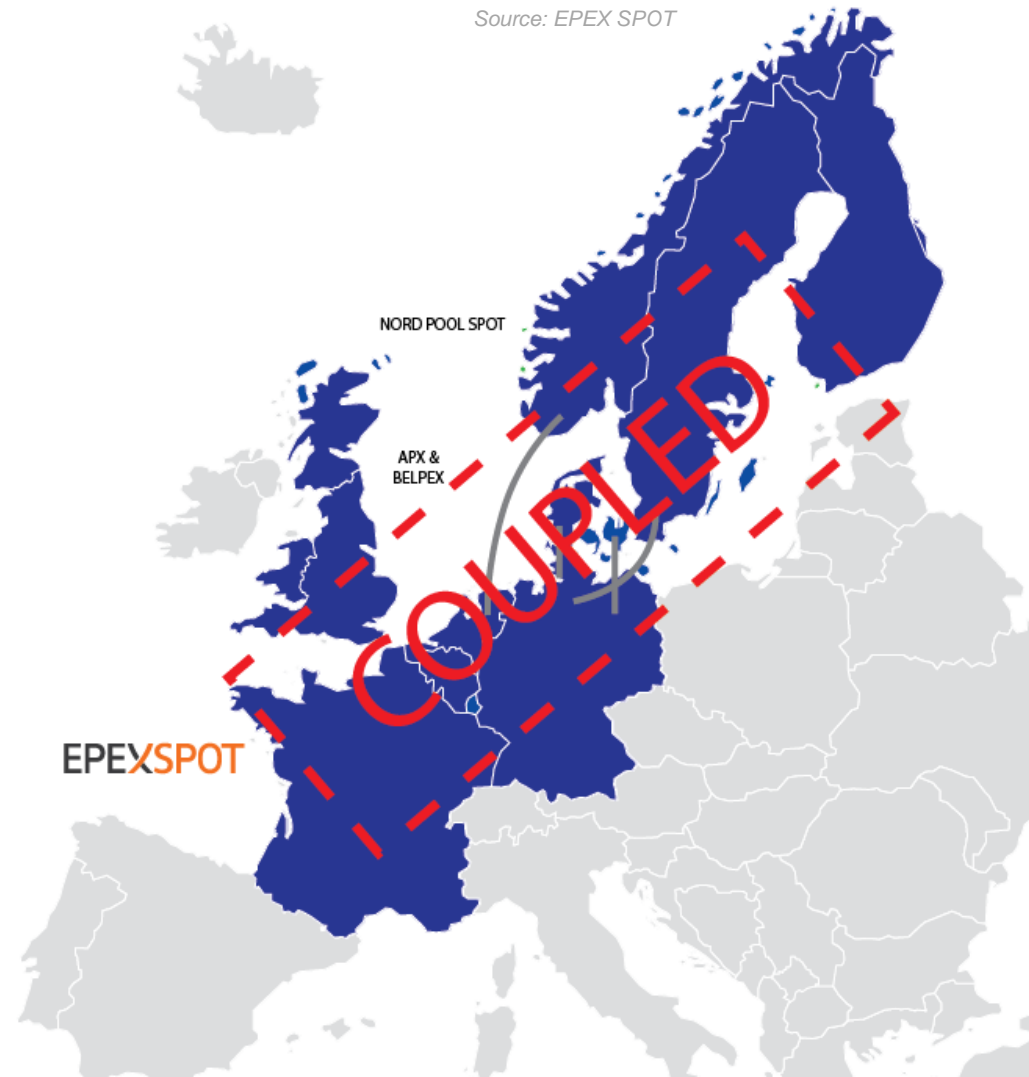 Source: EPEX SPOT
NORD POOL SPOT
APX &
BELPEX
COUPLED
EPEXSPOT